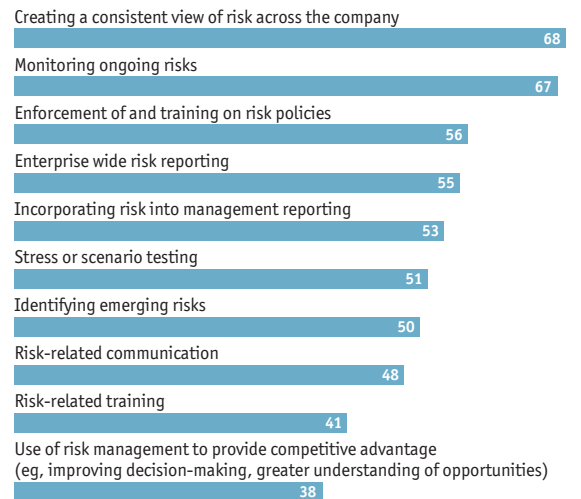 Creating a consistent view of risk across the company
68
Monitoring ongoing risks
67
Enforcement of and training on risk policies
56
Enterprise wide risk reporting
55
Incorporating risk into management reporting
53
Stress or scenario testing
51
Identifying emerging risks
50
Risk-related communication
48
Risk-related training
41
Use of risk management to provide competitive advantage
(eg, improving decision-making, greater understanding of opportunities)
38